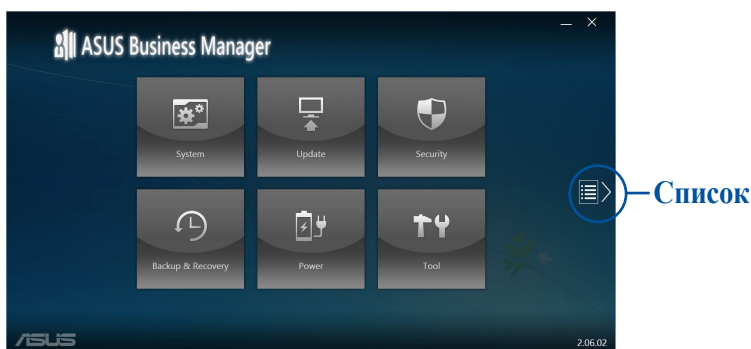 ASUS Business Manager
System
Update
Security
Список
Backup & Recovery
Power
Tool
ASUS
2.06.02